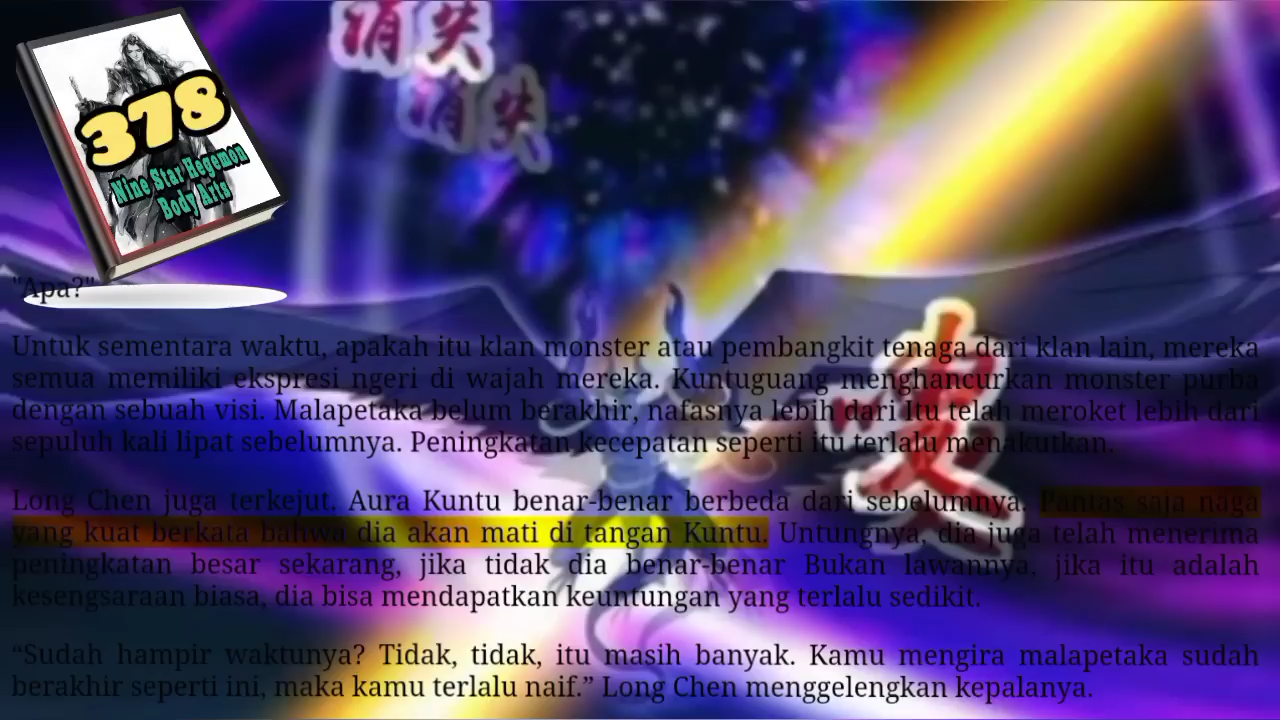 消失
消失
378
Nine Star Hegemon
Body Arts
"Apa?"
Untuk sementara waktu, apakah itu klan monster atau pembangkit tenaga dari klan lain, mereka
semua memiliki ekspresi ngeri di wajah mereka. Kuntuguang menghancurkan monster purba
dengan sebuah visi. Malapetaka belum berakhir, nafasnya lebih dari Itu telah meroket lebih dari
sepuluh kali lipat sebelumnya. Peningkatan kecepatan seperti itu terlalu menakutkan.
Long Chen juga terkejut. Aura Kuntu benar-benar berbeda dari sebelumnya. Pantas saja naga
yang kuat berkata bahwa dia akan mati di tangan Kuntu. Untungnya, dia juga telah menerima
peningkatan besar sekarang, jika tidak dia benar-benar Bukan lawannya. jika itu adalah
kesengsaraan biasa, dia bisa mendapatkan keuntungan yang terlalu sedikit.
“Sudah hampir waktunya? Tidak, tidak, itu masih banyak. Kamu mengira malapetaka sudah
berakhir seperti ini, maka kamu terlalu naif.” Long Chen menggelengkan kepalanya.